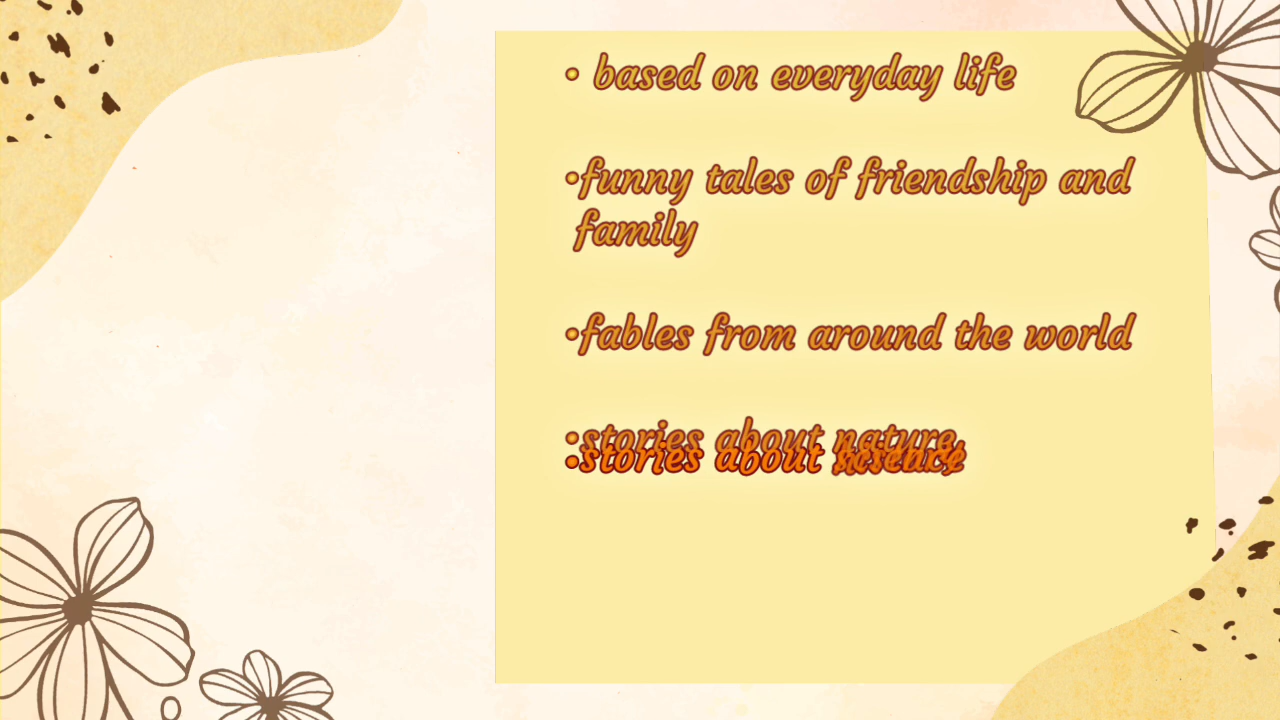 • based on everyday life
•funny tales of friendship and
family
•fables from around the world
•stories about nature
•stories about science